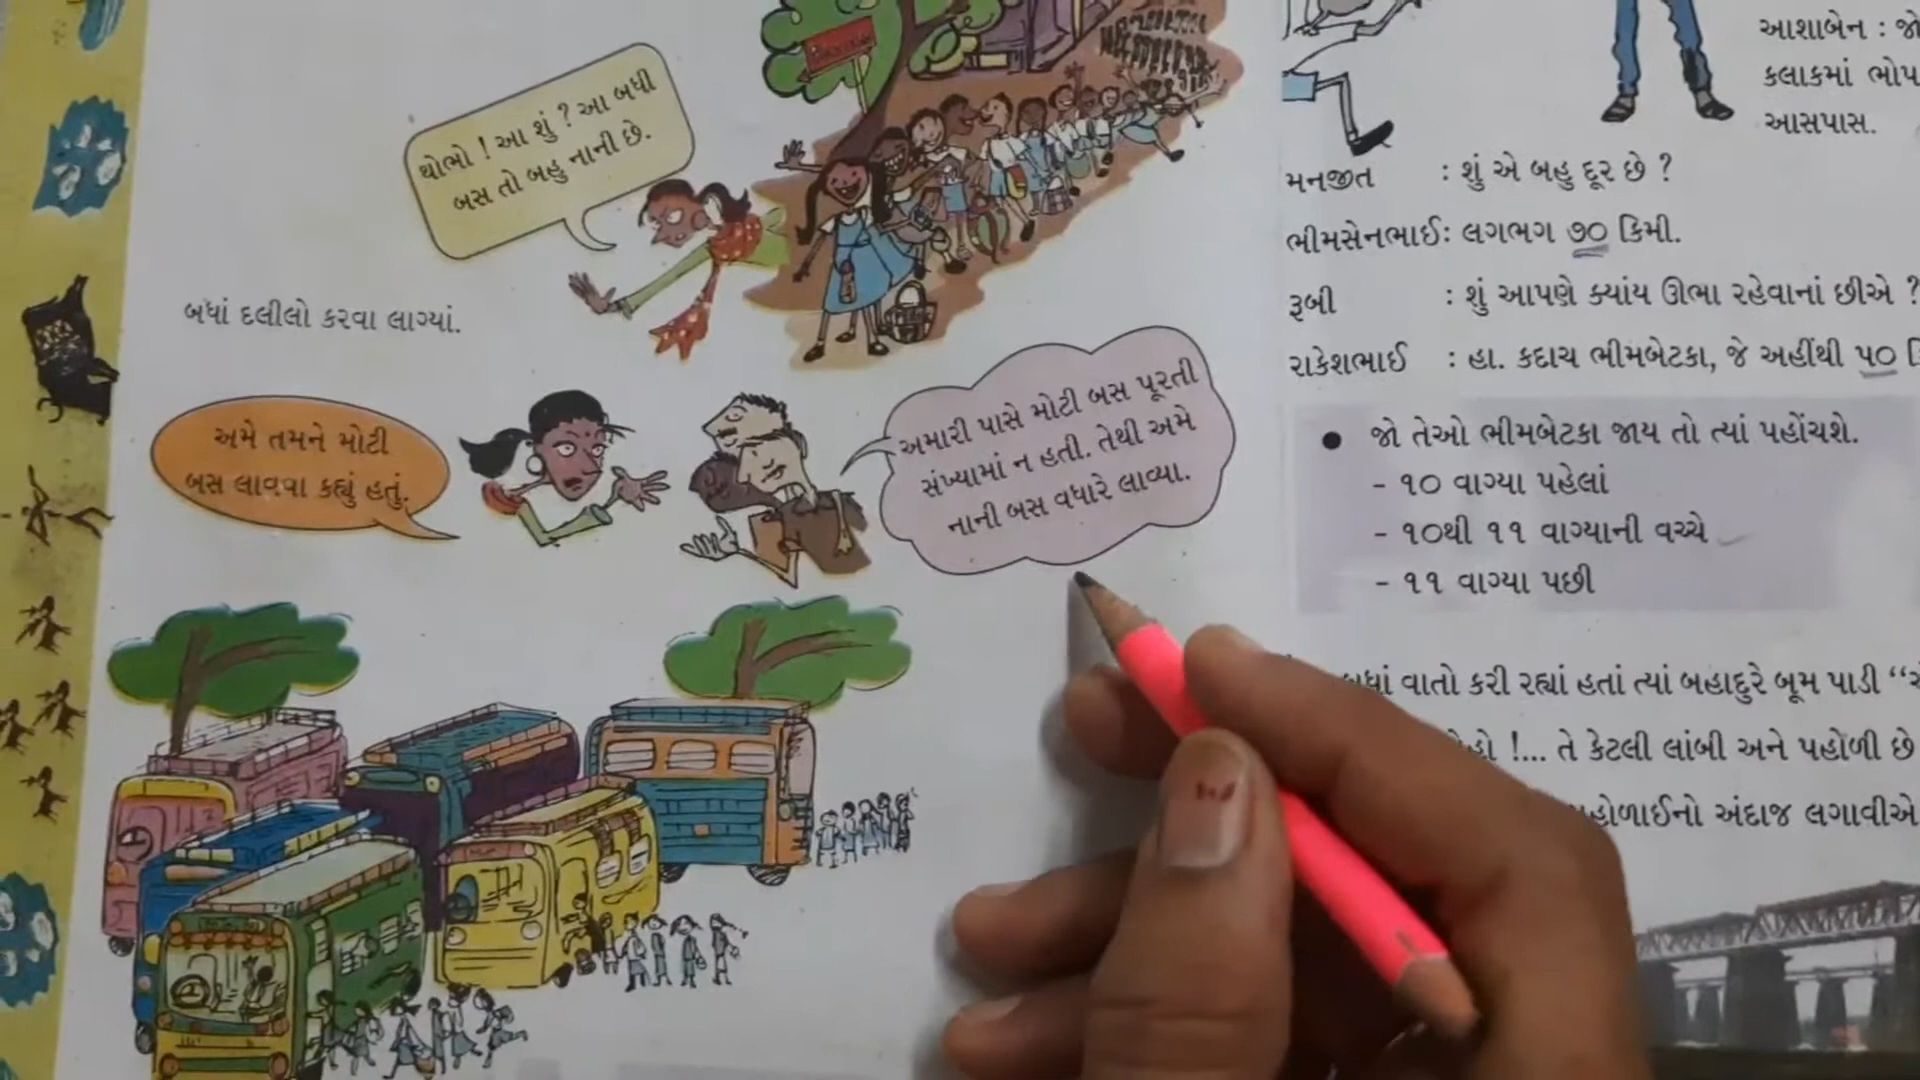 થોભો ! આ શું ? આ બધી
બસ તો બહુ નાની છે.
બધાં દલીલો કરવા લાગ્યાં.
અમે તમને મોટી
બસ લાવવા કહ્યું હતું.
અમારી પાસે મોટી બસ પૂરતી
સંખ્યામાં ન હતી. તેથી અમે
નાની બસ વધારે લાવ્યા.
આશાબેન : જો
કલાકમાં ભોપ
આસપાસ.
મનજીત : શું એ બહુ દૂર છે ?
ભીમસેનભાઈ: લગભગ ૭૦ કિમી.
રૂબી : શું આપણે ક્યાંય ઊભા રહેવાનાં છીએ ?
રાકેશભાઈ : હા. કદાચ ભીમબેટકા, જે અહીંથી ૫૦ કિ
● જો તેઓ ભીમબેટકા જાય તો ત્યાં પહોંચશે.
- ૧૦ વાગ્યા પહેલાં
- ૧૦થી ૧૧ વાગ્યાની વચ્ચે
- ૧૧ વાગ્યા પછી
બધાં વાતો કરી રહ્યાં હતાં ત્યાં બહાદુરે બૂમ પાડી “
!... તે કેટલી લાંબી અને પહોળી છે
હોળાઈનો અંદાજ લગાવીએ